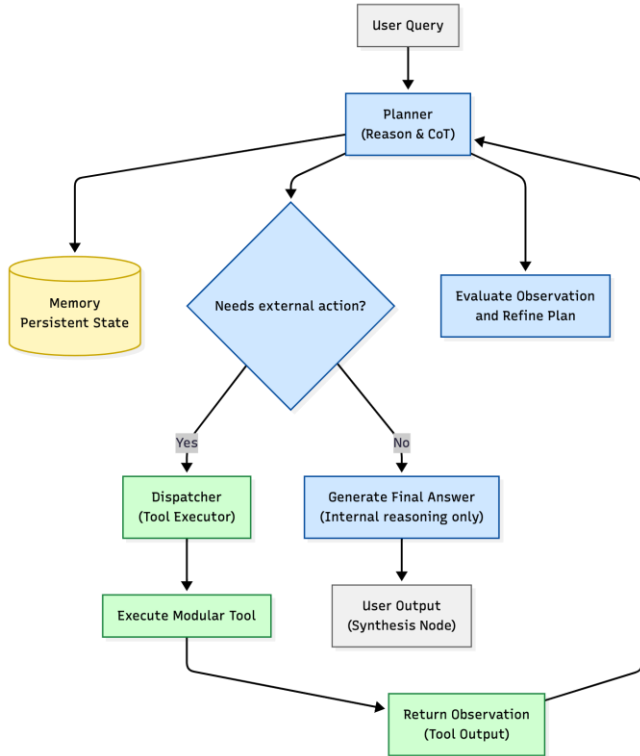 User Query
Planner
(Reason & CoT)
Memory
Persistent State
Needs external action?
Evaluate Observation
and Refine Plan
Yes
No
Dispatcher
(Tool Executor)
Generate Final Answer
(Internal reasoning only)
Execute Modular Tool
User Output
(Synthesis Node)
Return Observation
(Tool Output)